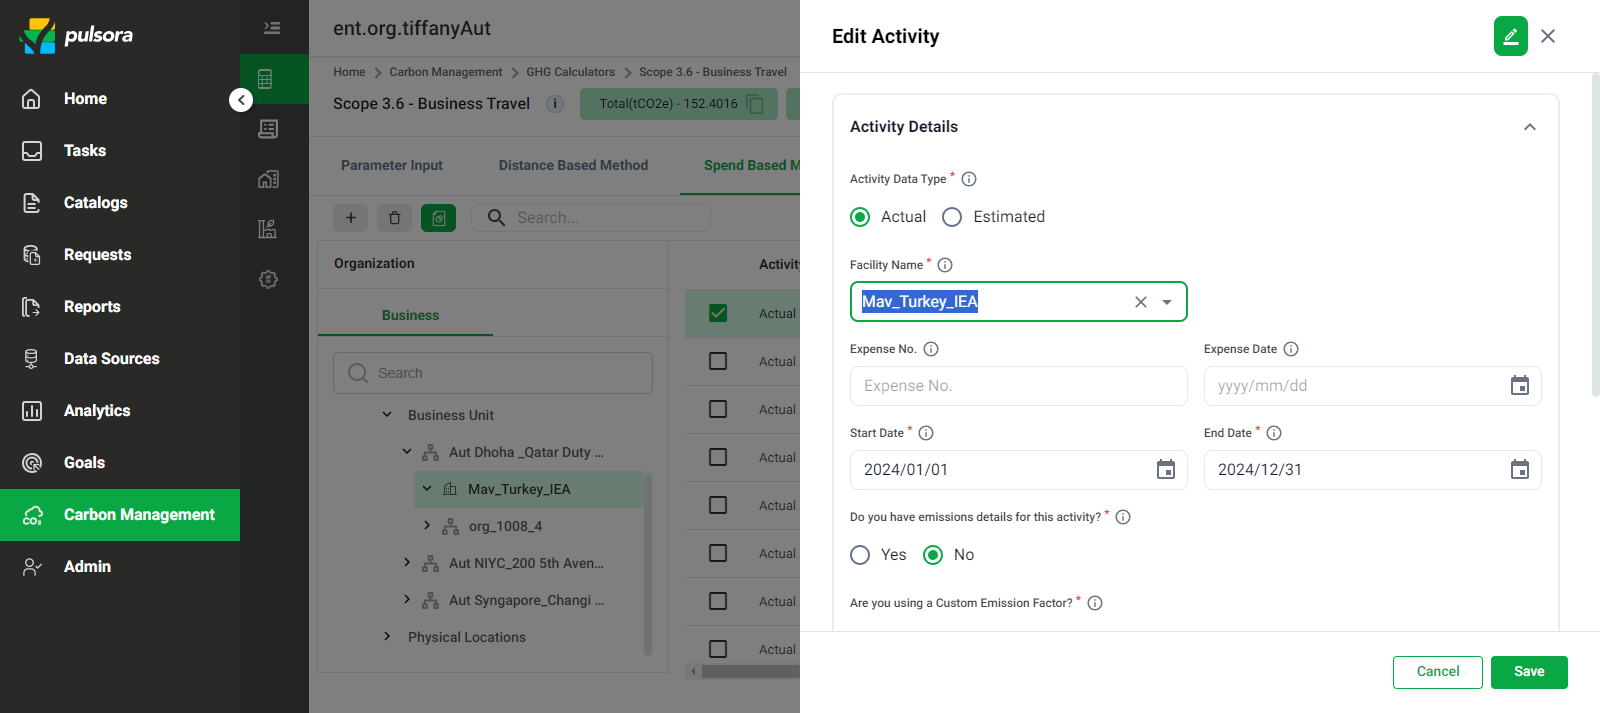 pulsora
Home
Tasks
Catalogs
Requests
Reports
Data Sources
Analytics
Goals
Carbon Management
Admin
ent.org.tiffanyAut
Home > Carbon Management > GHG Calculators > Scope 3.6 - Business Travel
Scope 3.6 - Business Travel
Total(tCO2e) - 152.4016
Parameter Input
Distance Based Method
Spend Based M
Search...
Organization
Business
Search
Business Unit
Aut Dhoha _Qatar Duty ...
Mav_Turkey_IEA
org_1008_4
Aut NIYC_200 5th Aven...
Aut Syngapore_Changi ...
Physical Locations
Activity
Actual
Actual
Actual
Actual
Actual
Actual
Actual
Actual
Edit Activity
Activity Details
Activity Data Type *
Actual
Estimated
Facility Name *
Mav_Turkey_IEA
Expense No.
Expense Date
Expense No.
yyyy/mm/dd
Start Date *
End Date *
2024/01/01
2024/12/31
Do you have emissions details for this activity? *
Yes
No
Are you using a Custom Emission Factor? *
Cancel
Save